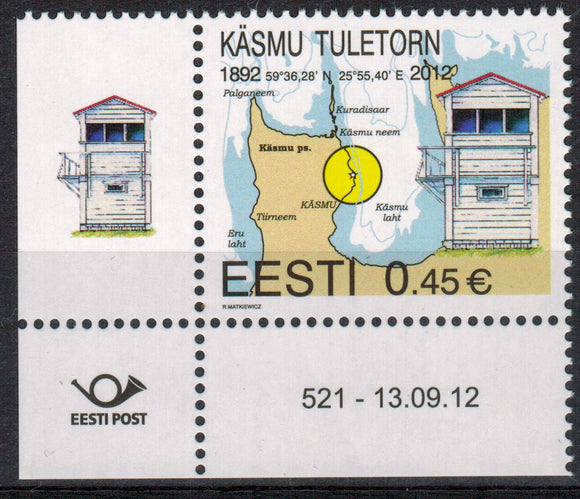 KÄSMU TULETORN
1892 59°36,28' N 25°55,40' E 2012
Palganeem
Kuradisaar
Käsmu neem
Käsmu ps.
KÄSMU
Käsmu
laht
Tiirneem
Eru
laht
EESTI 0.45 €
R. MATKIEWICZ
EESTI POST
521 - 13.09.12